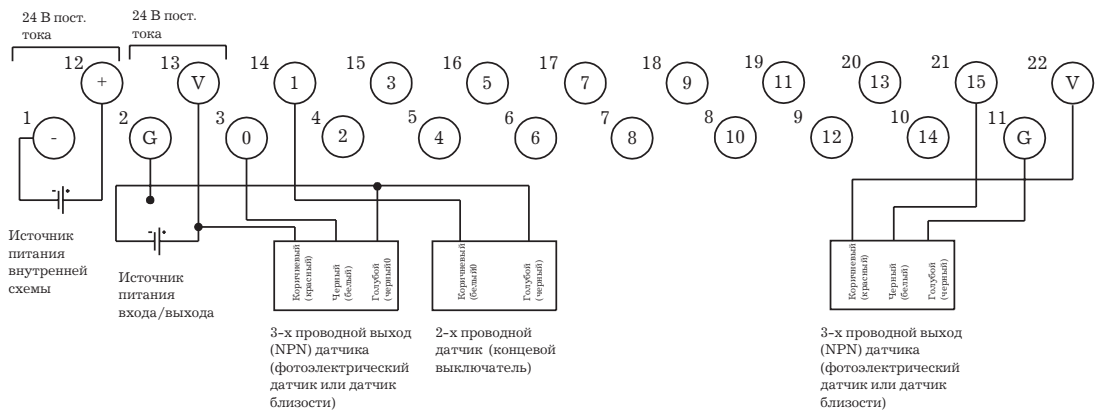 24 В пост.
тока
24 В пост.
тока
12
+
13
V
14
1
15
3
16
5
17
7
18
9
19
11
20
13
21
15
22
V
1
-
2
G
3
0
4
2
5
4
6
6
7
8
8
10
9
12
10
14
11
G
- +
Источник
питания
внутренней
схемы
- +
Источник
питания
входа/выхода
Коричневый
(красный)
Черный
(белый)
Голубой
(черный0
3-х проводной выход
(NPN) датчика
(фотоэлектрический
датчик или датчик
близости)
Коричневый
(белый0
Голубой
(черный)
2-х проводной
датчик (концевой
выключатель)
Коричневый
(красный)
Черный
(белый)
Голубой
(черный)
3-х проводной выход
(NPN) датчика
(фотоэлектрический
датчик или датчик
близости)